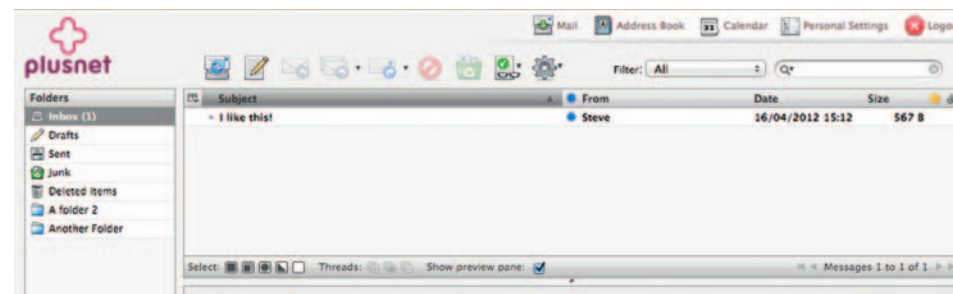 Mail Address Book 31 Calendar Personal Settings Logo
plusnet
Filter: All
Folders Subject From Date Size
Inbox (1) I like this! Steve 16/04/2012 15:12 567 B
Drafts
Sent
Junk
Deleted Items
A folder 2
Another Folder
Select: Threads: Show preview pane: Messages 1 to 1 of 1